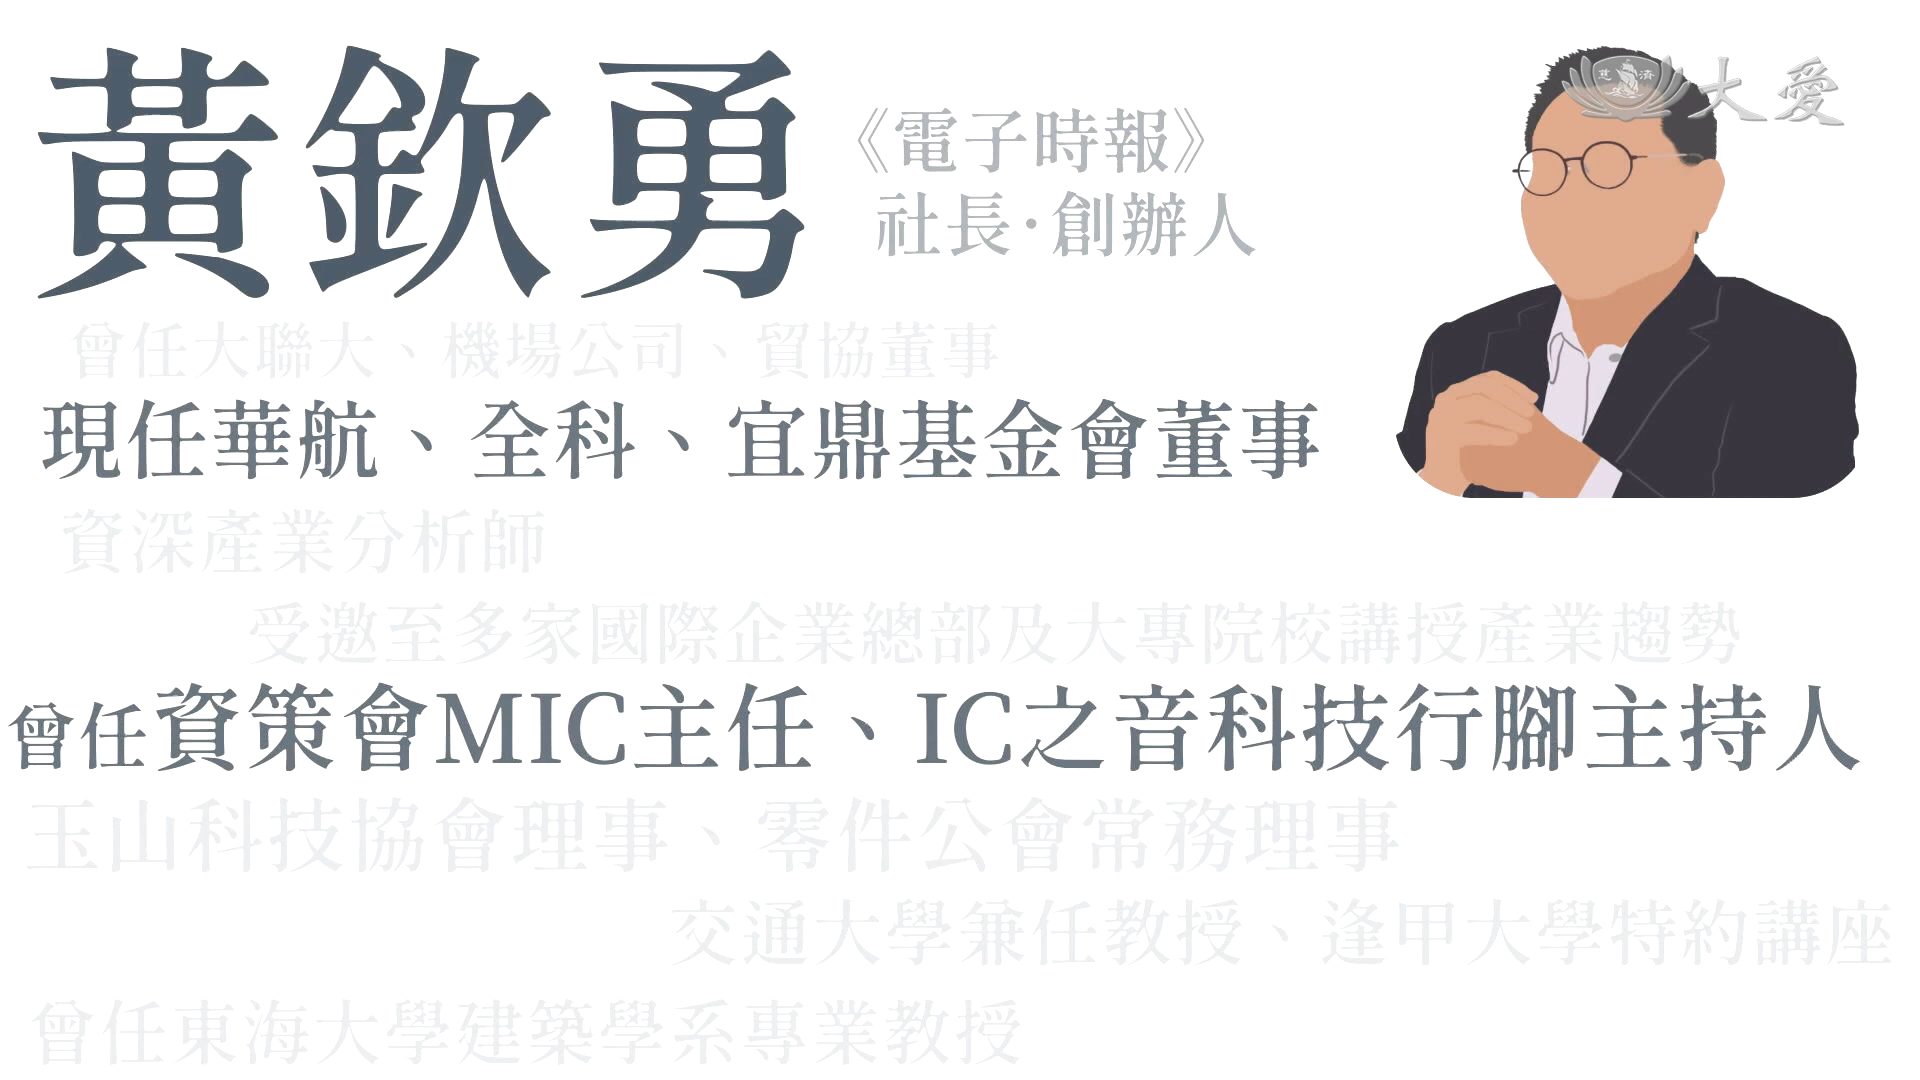 黃欽勇
《電子時報》
社長·創辦人
大愛
慈濟
曾任大聯大、機場公司、貿協董事
現任華航、全科、宜鼎基金會董事
資深產業分析師
受邀至多家國際企業總部及大專院校講授產業趨勢
曾任資策會MIC主任、IC之音科技行腳主持人
玉山科技協會理事、零件公會常務理事
交通大學兼任教授、逢甲大學特約講座
曾任東海大學建築學系專業教授